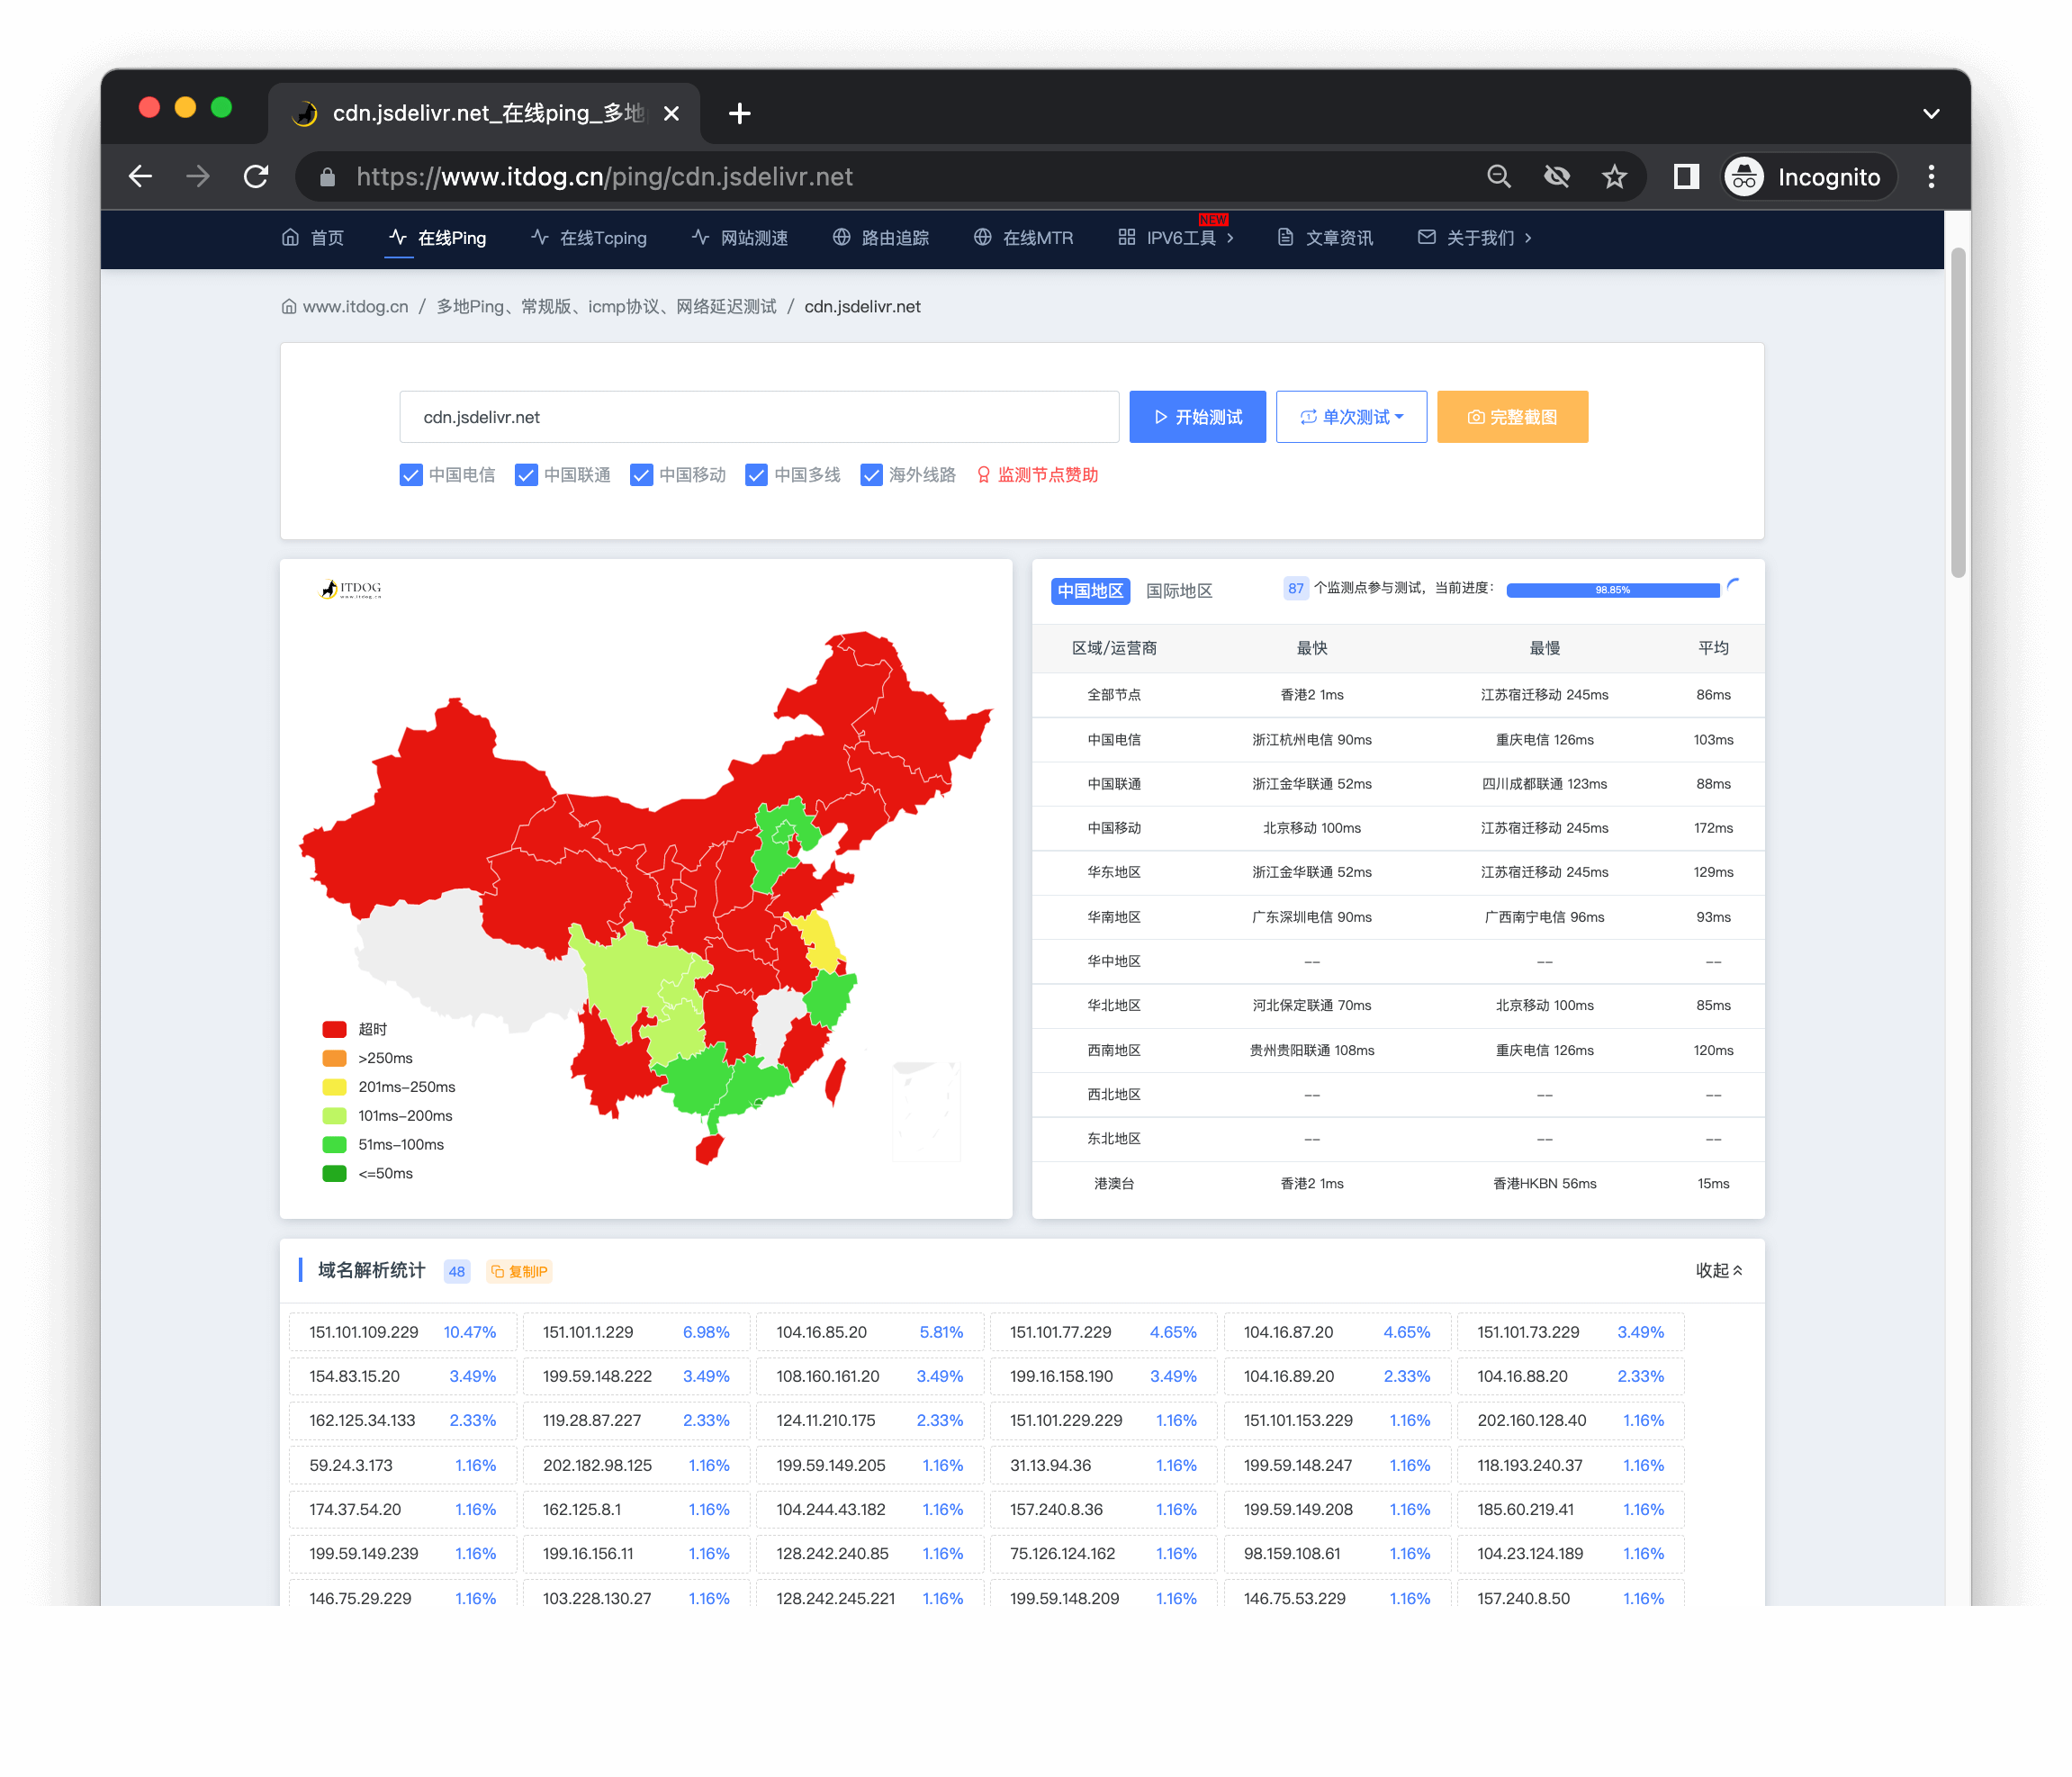 cdn.jsdelivr.net_在线ping_多地
https://www.itdog.cn/ping/cdn.jsdelivr.net
Incognito
首页 在线Ping 在线Tcping 网站测速 路由追踪 在线MTR IPV6工具 NEW 文章资讯 关于我们
www.itdog.cn / 多地Ping、常规版、icmp协议、网络延迟测试 / cdn.jsdelivr.net
cdn.jsdelivr.net 开始测试 单次测试 完整截图
中国电信 中国联通 中国移动 中国多线 海外线路 监测节点赞助
ITDOG
www.itdog.cn
超时
>250ms
201ms-250ms
101ms-200ms
51ms-100ms
<=50ms
中国地区 国际地区 87 个监测点参与测试，当前进度： 98.85%
区域/运营商 最快 最慢 平均
全部节点 香港2 1ms 江苏宿迁移动 245ms 86ms
中国电信 浙江杭州电信 90ms 重庆电信 126ms 103ms
中国联通 浙江金华联通 52ms 四川成都联通 123ms 88ms
中国移动 北京移动 100ms 江苏宿迁移动 245ms 172ms
华东地区 浙江金华联通 52ms 江苏宿迁移动 245ms 129ms
华南地区 广东深圳电信 90ms 广西南宁电信 96ms 93ms
华中地区 -- -- --
华北地区 河北保定联通 70ms 北京移动 100ms 85ms
西南地区 贵州贵阳联通 108ms 重庆电信 126ms 120ms
西北地区 -- -- --
东北地区 -- -- --
港澳台 香港2 1ms 香港HKBN 56ms 15ms
域名解析统计 48 复制IP 收起
151.101.109.229 10.47% 151.101.1.229 6.98% 104.16.85.20 5.81% 151.101.77.229 4.65% 104.16.87.20 4.65% 151.101.73.229 3.49%
154.83.15.20 3.49% 199.59.148.222 3.49% 108.160.161.20 3.49% 199.16.158.190 3.49% 104.16.89.20 2.33% 104.16.88.20 2.33%
162.125.34.133 2.33% 119.28.87.227 2.33% 124.11.210.175 2.33% 151.101.229.229 1.16% 151.101.153.229 1.16% 202.160.128.40 1.16%
59.24.3.173 1.16% 202.182.98.125 1.16% 199.59.149.205 1.16% 31.13.94.36 1.16% 199.59.148.247 1.16% 118.193.240.37 1.16%
174.37.54.20 1.16% 162.125.8.1 1.16% 104.244.43.182 1.16% 157.240.8.36 1.16% 199.59.149.208 1.16% 185.60.219.41 1.16%
199.59.149.239 1.16% 199.16.156.11 1.16% 128.242.240.85 1.16% 75.126.124.162 1.16% 98.159.108.61 1.16% 104.23.124.189 1.16%
146.75.29.229 1.16% 103.228.130.27 1.16% 128.242.245.221 1.16% 199.59.148.209 1.16% 146.75.53.229 1.16% 157.240.8.50 1.16%